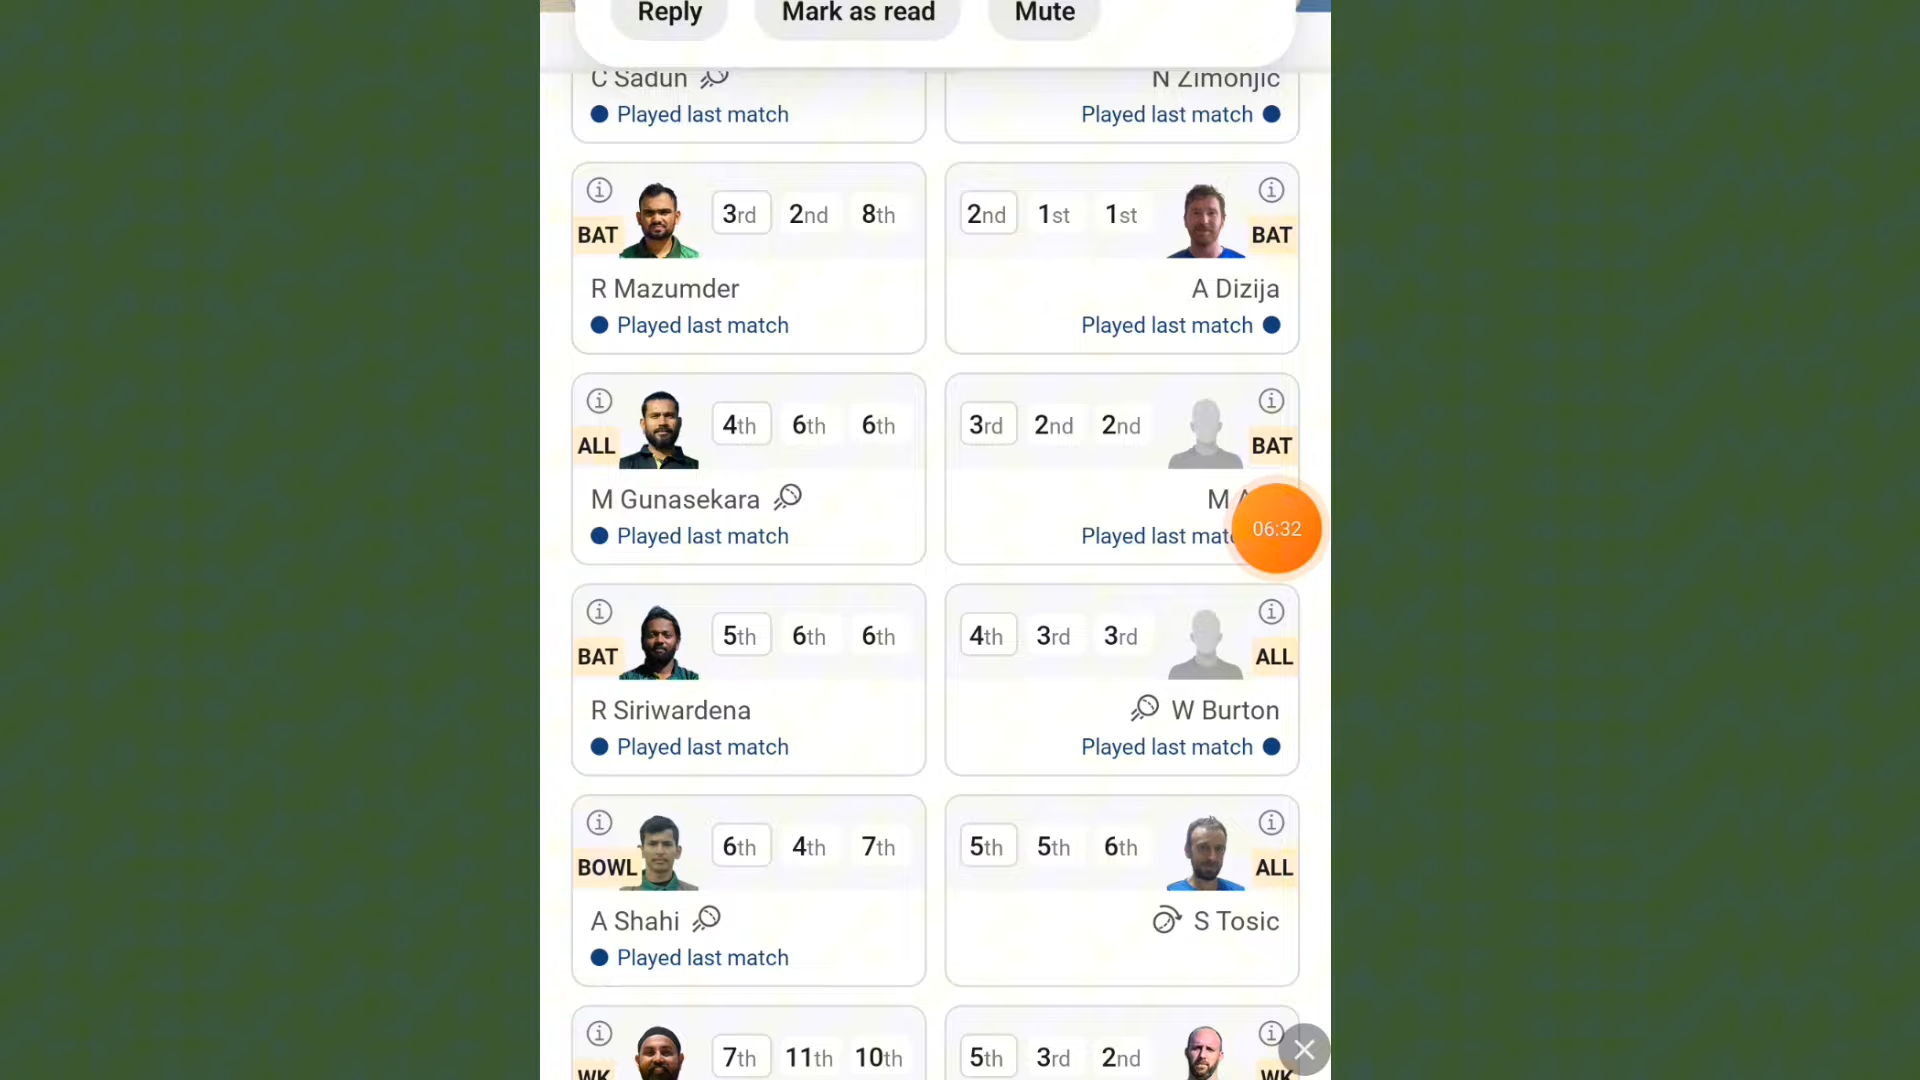 Reply Mark as read Mute
C Sadun N Zimonjic
Played last match Played last match
3rd 2nd 8th 2nd 1st 1st
BAT BAT
R Mazumder A Dizija
Played last match Played last match
4th 6th 6th 3rd 2nd 2nd
ALL BAT
M Gunasekara M
Played last match Played last
06:32
5th 6th 6th 4th 3rd 3rd
BAT ALL
R Siriwardena W Burton
Played last match Played last match
6th 4th 7th 5th 5th 6th
BOWL ALL
A Shahi S Tosic
Played last match
7th 11th 10th 5th 3rd 2nd
WK WK